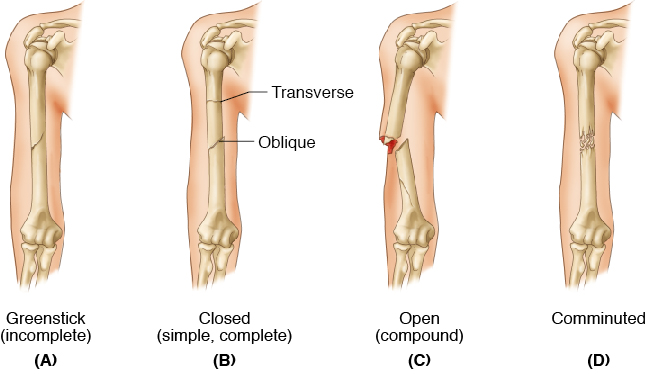 Transverse
Oblique
Greenstick
(incomplete)
(A)
Closed
(simple, complete)
(B)
Open
(compound)
(C)
Comminuted
(D)